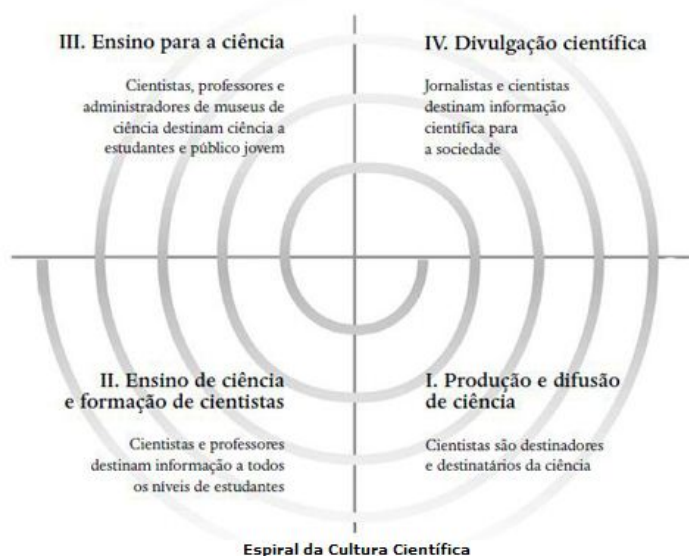 III. Ensino para a ciência
Cientistas, professores e
administradores de museus de
ciência destinam ciência a
estudantes e público jovem
IV. Divulgação científica
Jornalistas e cientistas
destinam informação
científica para
a sociedade
II. Ensino de ciência
e formação de cientistas
Cientistas e professores
destinam informação a todos
os níveis de estudantes
I. Produção e difusão
de ciência
Cientistas são destinadores
e destinatários da ciência
Espiral da Cultura Científica